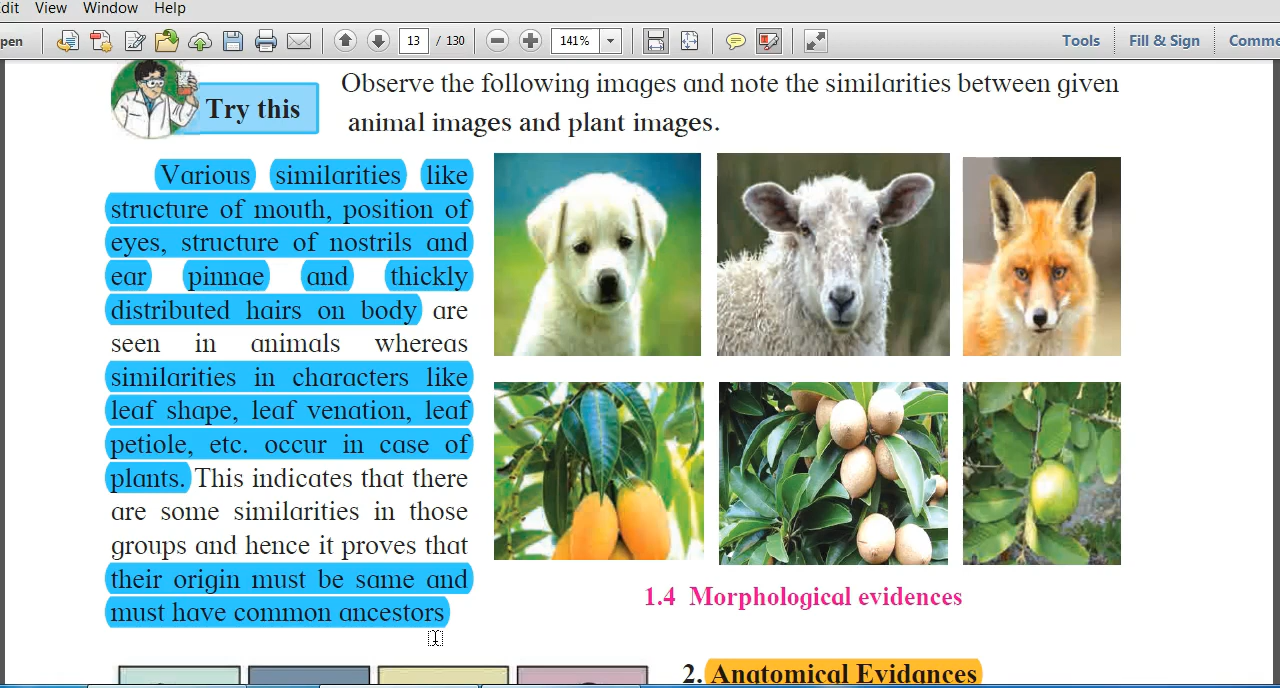 dit View Window Help
pen 13 / 130 141% Tools Fill & Sign Comme
Try this
Observe the following images and note the similarities between given
animal images and plant images.
Various similarities like
structure of mouth, position of
eyes, structure of nostrils and
ear pinnae and thickly
distributed hairs on body are
seen in animals whereas
similarities in characters like
leaf shape, leaf venation, leaf
petiole, etc. occur in case of
plants. This indicates that there
are some similarities in those
groups and hence it proves that
their origin must be same and
must have common ancestors
1.4 Morphological evidences
2. Anatomical Evidances